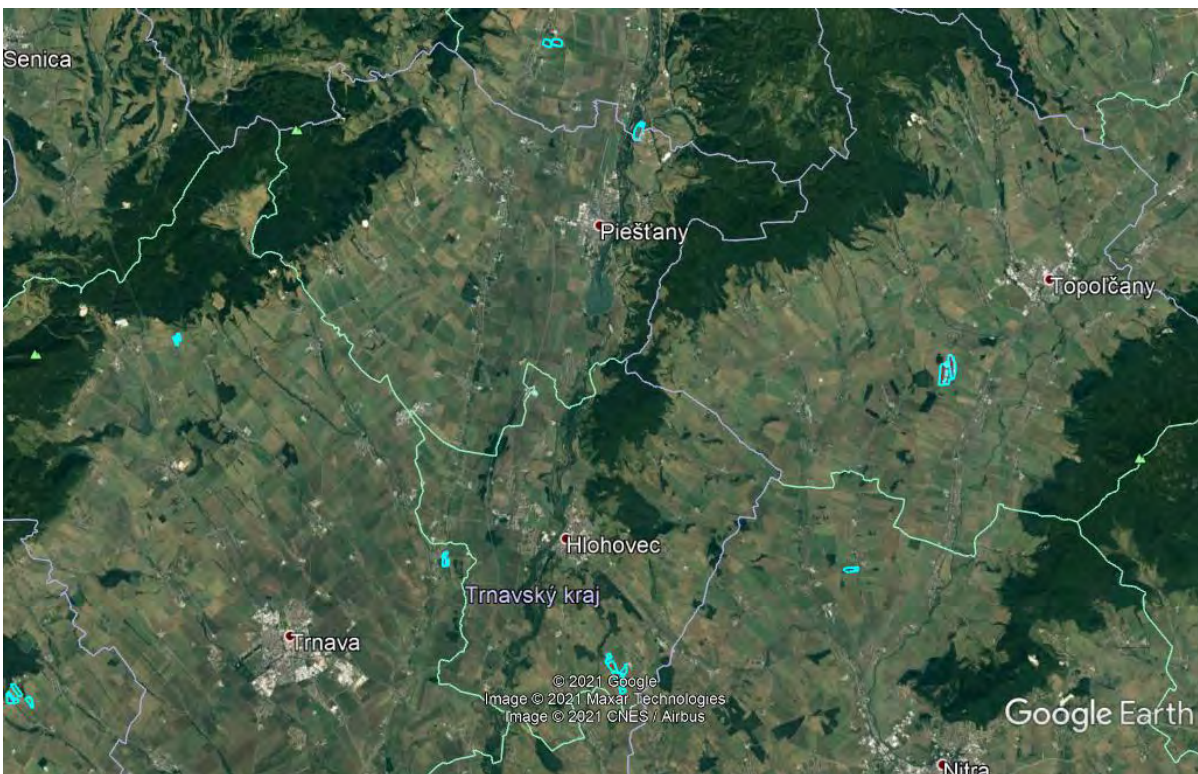 Senica
Piešťany
Topoľčany
Hlohovec
Trnavský kraj
Trnava
© 2021 Google
Image © 2021 Maxar Technologies
Image © 2021 CNES / Airbus
Google Earth
Nitra